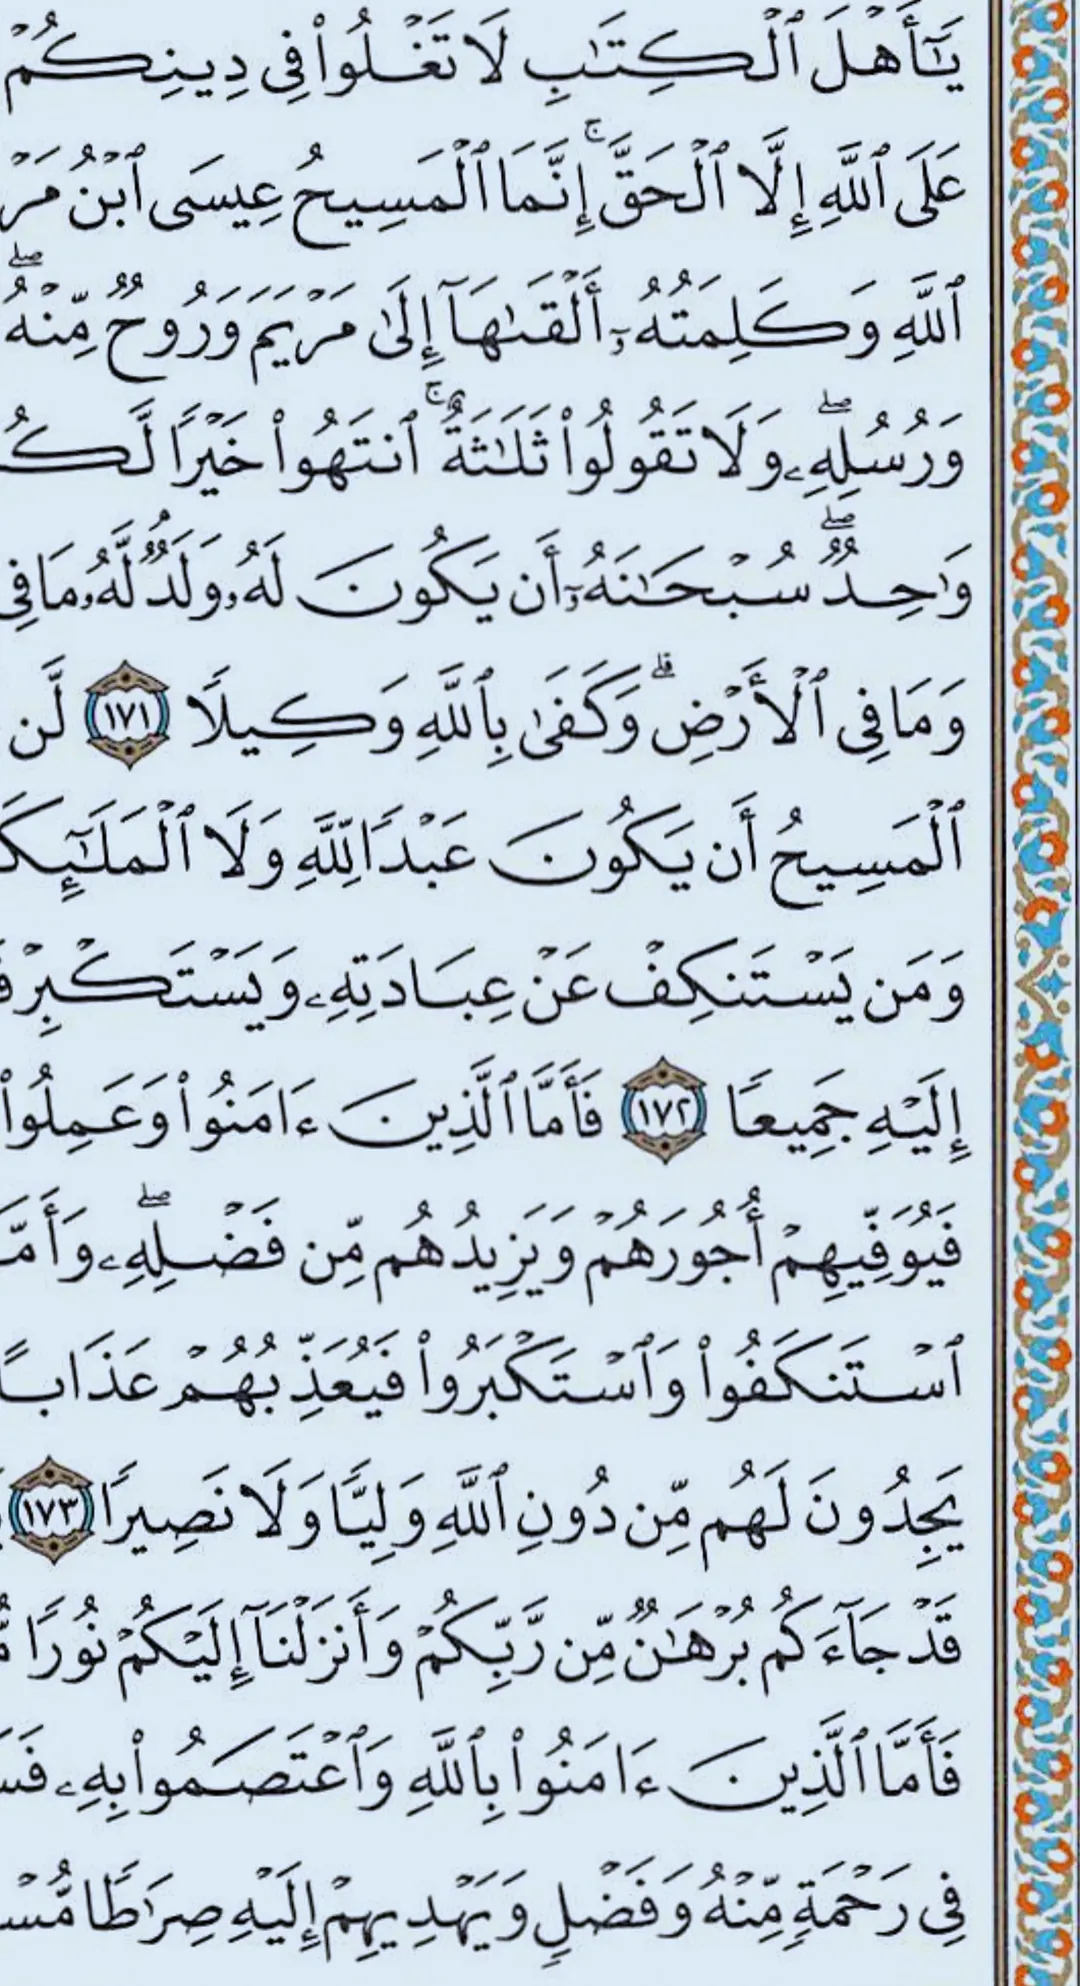 يَٰٓأَهۡلَ ٱلۡكِتَٰبِ لَا تَغۡلُواْ فِي دِينِكُمۡ
عَلَى ٱللَّهِ إِلَّا ٱلۡحَقَّۚ إِنَّمَا ٱلۡمَسِيحُ عِيسَى ٱبۡنُ مَرۡ
ٱللَّهِ وَكَلِمَتُهُۥٓ أَلۡقَىٰهَآ إِلَىٰ مَرۡيَمَ وَرُوحٞ مِّنۡهُۖ
وَرُسُلِهِۦۖ وَلَا تَقُولُواْ ثَلَٰثَةٌۚ ٱنتَهُواْ خَيۡرٗا لَّكُ
وَٰحِدٞۖ سُبۡحَٰنَهُۥٓ أَن يَكُونَ لَهُۥ وَلَدٞۘ لَّهُۥ مَا فِي
وَمَا فِي ٱلۡأَرۡضِۗ وَكَفَىٰ بِٱللَّهِ وَكِيلٗا ١٧١ لَّن
ٱلۡمَسِيحُ أَن يَكُونَ عَبۡدٗا لِّلَّهِ وَلَا ٱلۡمَلَٰٓئِكَ
وَمَن يَسۡتَنكِفۡ عَنۡ عِبَادَتِهِۦ وَيَسۡتَكۡبِرۡ
إِلَيۡهِ جَمِيعٗا ١٧٢ فَأَمَّا ٱلَّذِينَ ءَامَنُواْ وَعَمِلُواْ
فَيُوَفِّيهِمۡ أُجُورَهُمۡ وَيَزِيدُهُم مِّن فَضۡلِهِۦۖ وَأَمَّ
ٱسۡتَنكَفُواْ وَٱسۡتَكۡبَرُواْ فَيُعَذِّبُهُمۡ عَذَابًا
يَجِدُونَ لَهُم مِّن دُونِ ٱللَّهِ وَلِيّٗا وَلَا نَصِيرٗا ١٧٣
قَدۡ جَآءَكُم بُرۡهَٰنٞ مِّن رَّبِّكُمۡ وَأَنزَلۡنَآ إِلَيۡكُمۡ نُورٗا
فَأَمَّا ٱلَّذِينَ ءَامَنُواْ بِٱللَّهِ وَٱعۡتَصَمُواْ بِهِۦ فَسَ
فِي رَحۡمَةٖ مِّنۡهُ وَفَضۡلٖ وَيَهۡدِيهِمۡ إِلَيۡهِ صِرَٰطٗا مُّسۡ